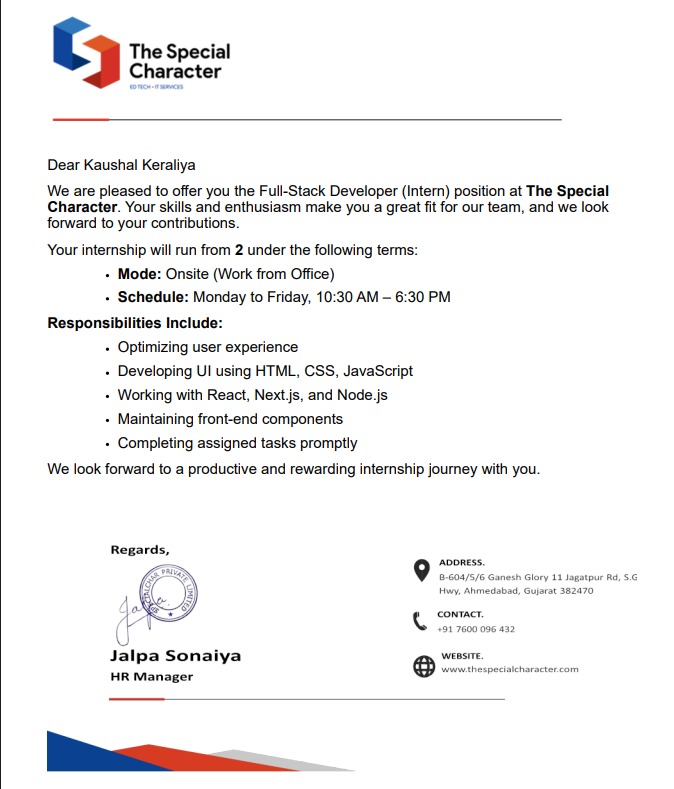 The Special
Character
ED TECH - IT SERVICES
Dear Kaushal Keraliya
We are pleased to offer you the Full-Stack Developer (Intern) position at The Special
Character. Your skills and enthusiasm make you a great fit for our team, and we look
forward to your contributions.
Your internship will run from 2 under the following terms:
• Mode: Onsite (Work from Office)
• Schedule: Monday to Friday, 10:30 AM – 6:30 PM
Responsibilities Include:
• Optimizing user experience
• Developing UI using HTML, CSS, JavaScript
• Working with React, Next.js, and Node.js
• Maintaining front-end components
• Completing assigned tasks promptly
We look forward to a productive and rewarding internship journey with you.
Regards,
SPECIALCHAR PRIVATE LIMITED
Jalpa Sonaiya
HR Manager
ADDRESS.
B-604/5/6 Ganesh Glory 11 Jagatpur Rd, S.G
Hwy, Ahmedabad, Gujarat 382470
CONTACT.
+91 7600 096 432
WEBSITE.
www.thespecialcharacter.com